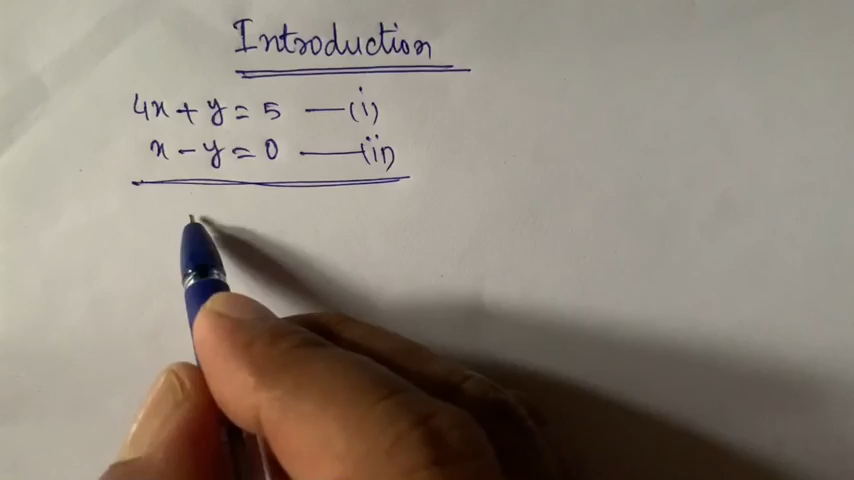 Introduction
4x + y = 5 —(i)
x - y = 0 —(ii)